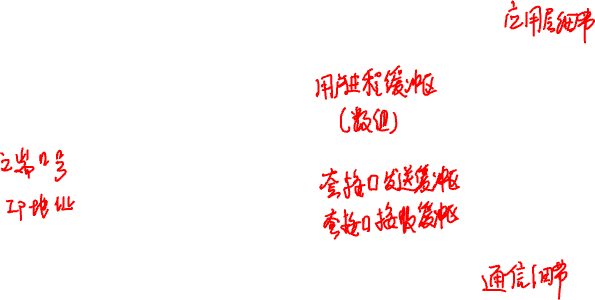 应用层细节
用户进程缓冲区
(数组)
端口号
套接口发送缓冲区
IP地址
套接口接收缓冲区
通信细节